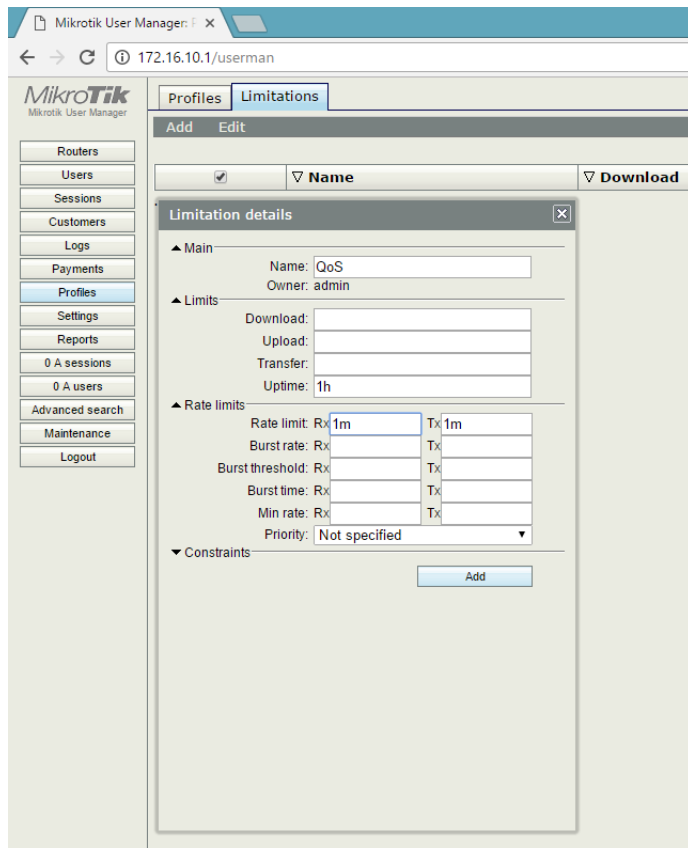 Mikrotik User Manager: P
172.16.10.1/userman
MikroTik
Mikrotik User Manager
Routers
Users
Sessions
Customers
Logs
Payments
Profiles
Settings
Reports
0 A sessions
0 A users
Advanced search
Maintenance
Logout
Profiles Limitations
Add Edit
Name Download
Limitation details
Main
Name: QoS
Owner: admin
Limits
Download:
Upload:
Transfer:
Uptime: 1h
Rate limits
Rate limit: Rx 1m Tx 1m
Burst rate: Rx Tx
Burst threshold: Rx Tx
Burst time: Rx Tx
Min rate: Rx Tx
Priority: Not specified
Constraints
Add